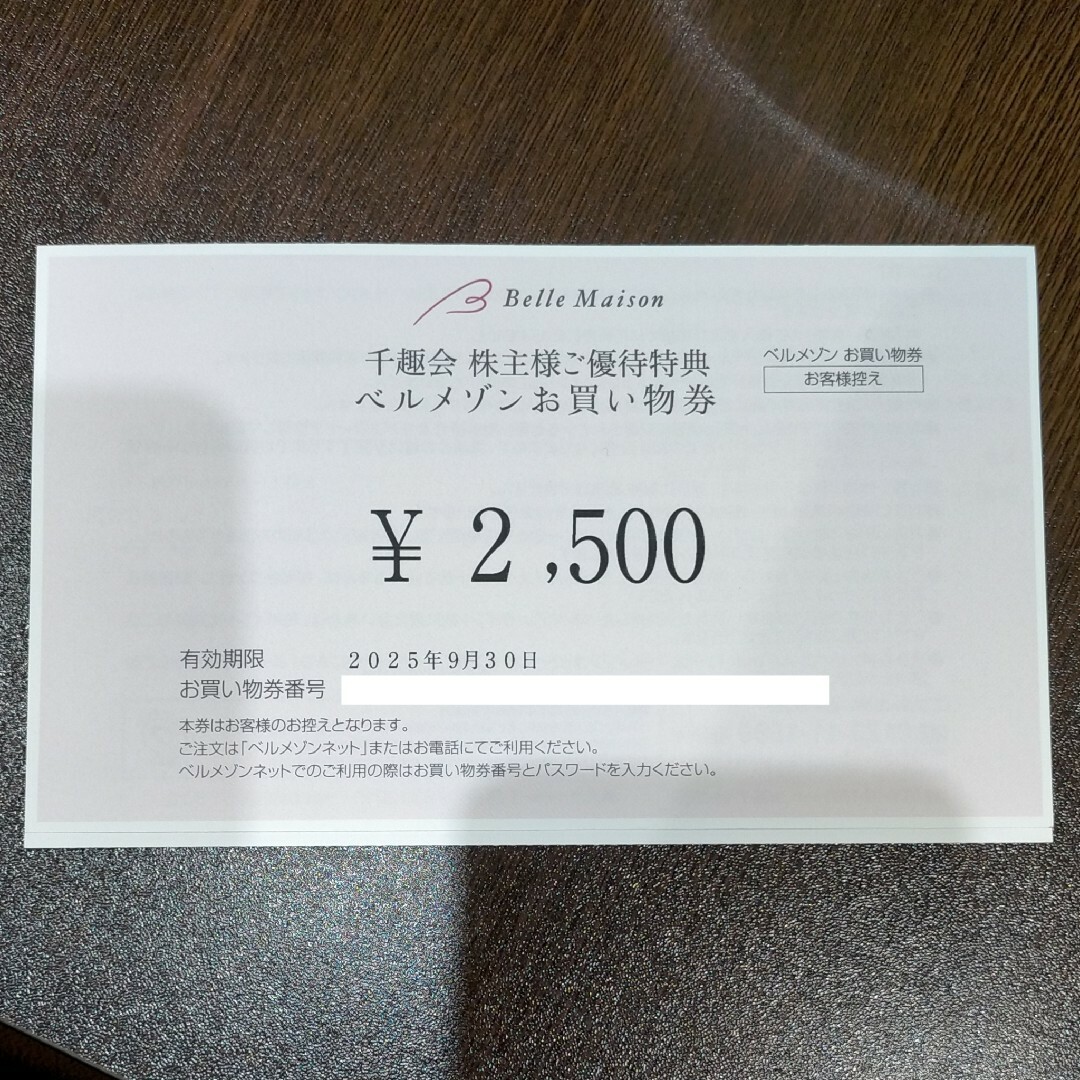 Belle Maison
千趣会 株主様ご優待特典
ベルメゾンお買い物券
ベルメゾン お買い物券
お客様控え
¥ 2,500
有効期限 2025年9月30日
お買い物券番号
本券はお客様のお控えとなります。
ご注文は「ベルメゾンネット」またはお電話にてご利用ください。
ベルメゾンネットでのご利用の際はお買い物券番号とパスワードを入力ください。